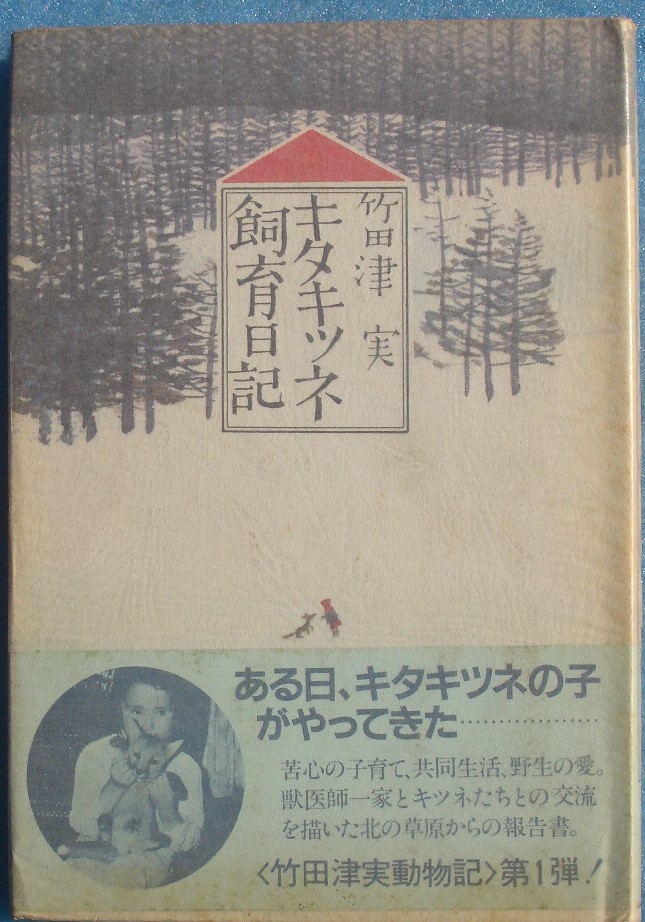 竹田津 実
キタキツネ
飼育日記
ある日、キタキツネの子
がやってきた…………………
苦心の子育て、共同生活、野生の愛。
獣医師一家とキツネたちとの交流
を描いた北の草原からの報告書。
〈竹田津実動物記〉第1弾！